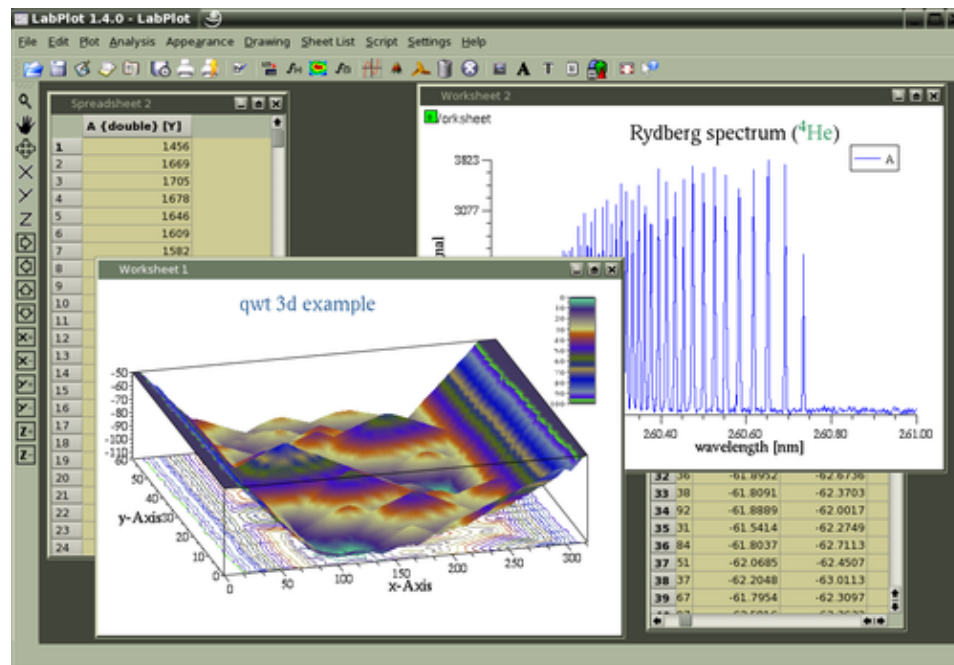 LabPlot 1.4.0 - LabPlot
File Edit Plot Analysis Appearance Drawing Sheet List Script Settings Help
Spreadsheet 2
A {double} [Y]
1 1456
2 1669
3 1705
4 1678
5 1646
6 1609
7 1582
8
9
10
11
12
13
14
15
16
17
18
19
20
21
22
23
24
Worksheet 2
Worksheet
Rydberg spectrum (⁴He)
A
3823
3077
nal
260.40 260.60 260.80 261.00
wavelength [nm]
Worksheet 1
qwt 3d example
-50
-60
-70
-80
-90
-100
-110
60
50
40
30
20
10
0
y-Axis
0 50 100 150 200 250 300
x-Axis
32 36 -61.8952 -62.6736
33 38 -61.8091 -62.3703
34 92 -61.8889 -62.0017
35 31 -61.5414 -62.2749
36 84 -61.8037 -62.7113
37 51 -62.0685 -62.4507
38 37 -62.2048 -63.0113
39 67 -61.7954 -62.3097